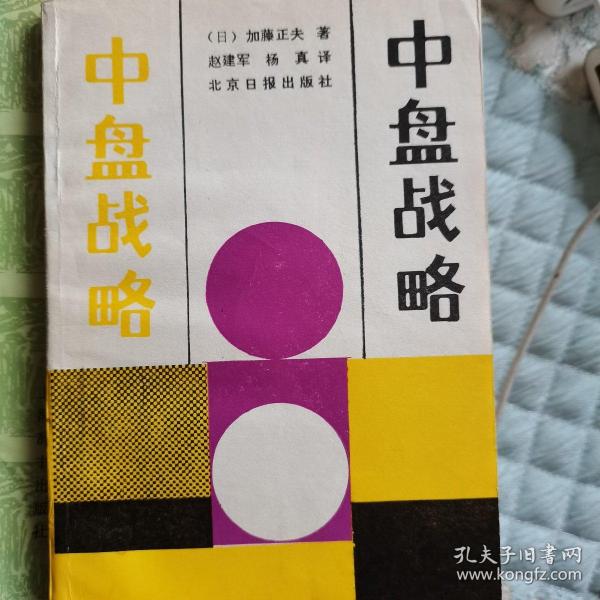 （日）加藤正夫 著
赵建军 杨真 译
北京日报出版社
中盘战略
中盘战略
孔夫子旧书网
www.kongfz.com